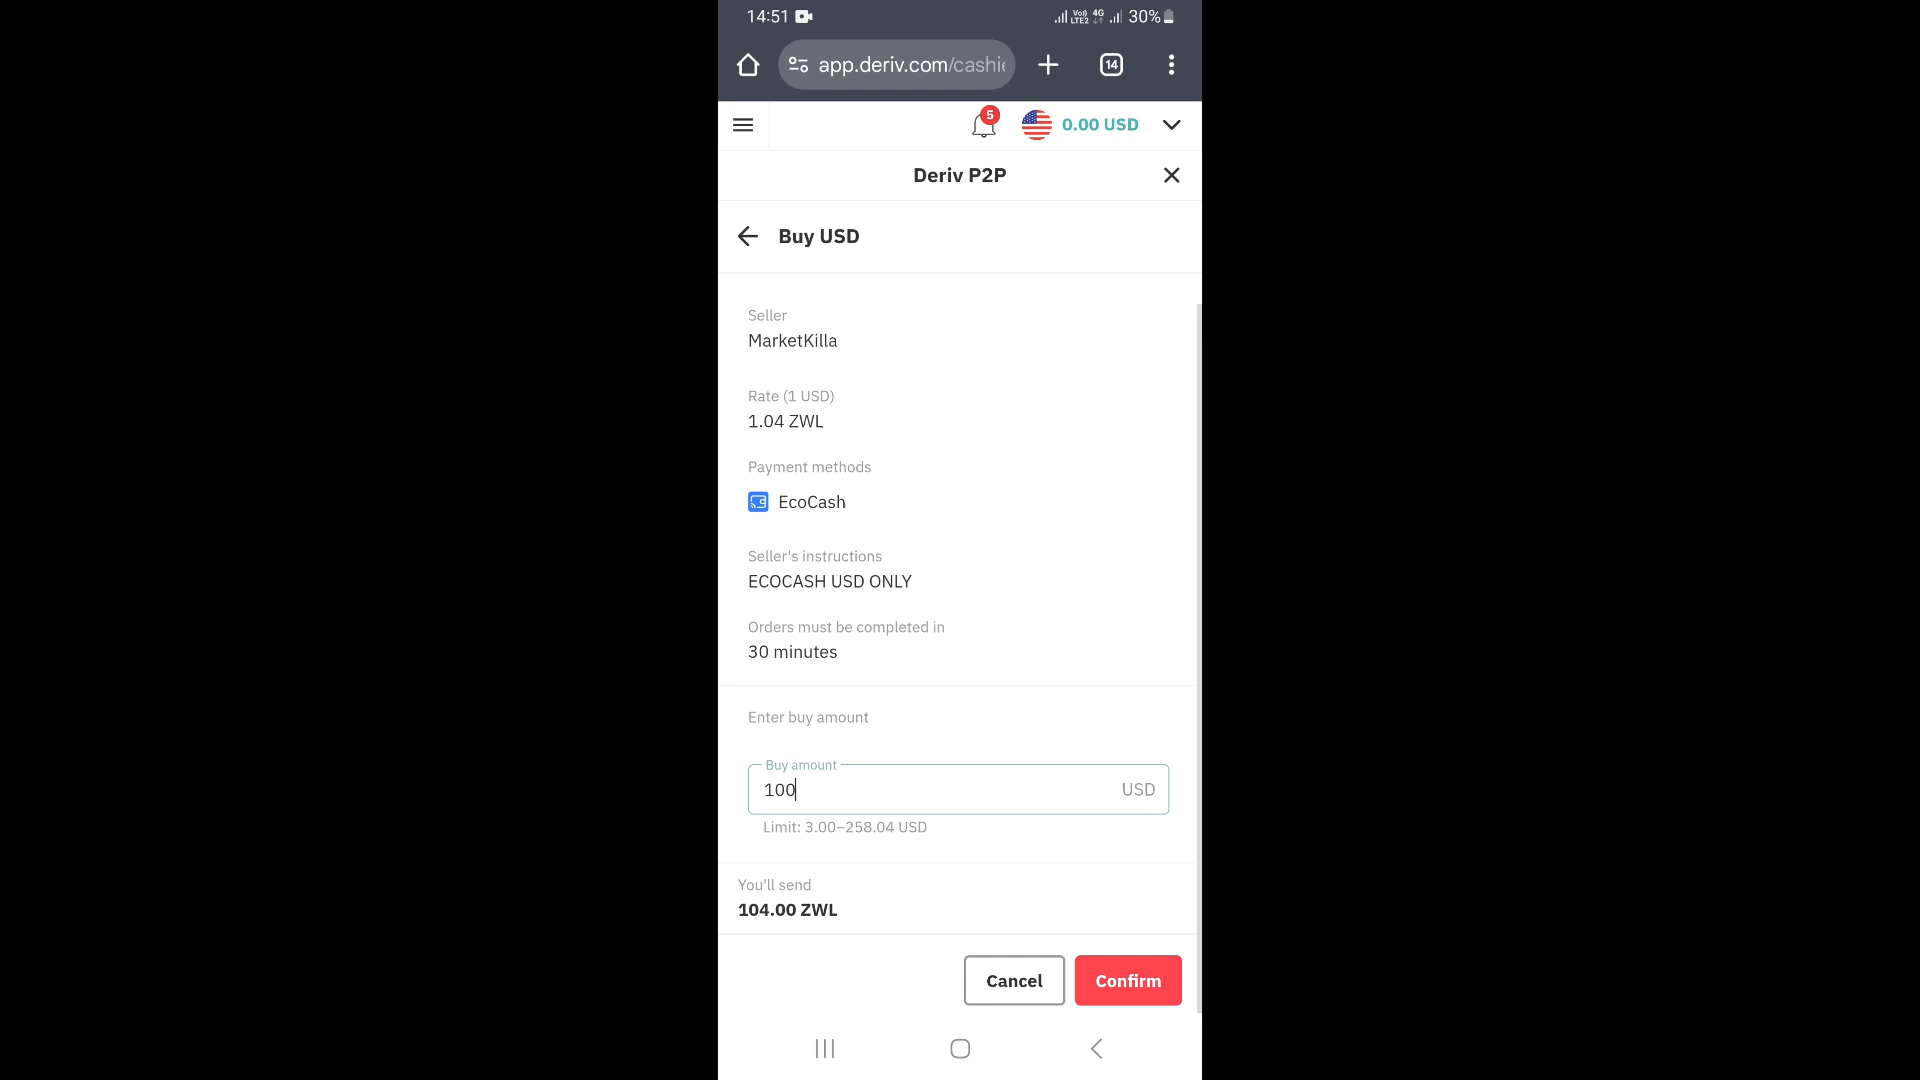 14:51
Vo)) LTE2 4G 30%
app.deriv.com/cashie
14
5
0.00 USD
Deriv P2P
Buy USD
Seller
MarketKilla
Rate (1 USD)
1.04 ZWL
Payment methods
EcoCash
Seller's instructions
ECOCASH USD ONLY
Orders must be completed in
30 minutes
Enter buy amount
Buy amount
100 USD
Limit: 3.00–258.04 USD
You'll send
104.00 ZWL
Cancel Confirm